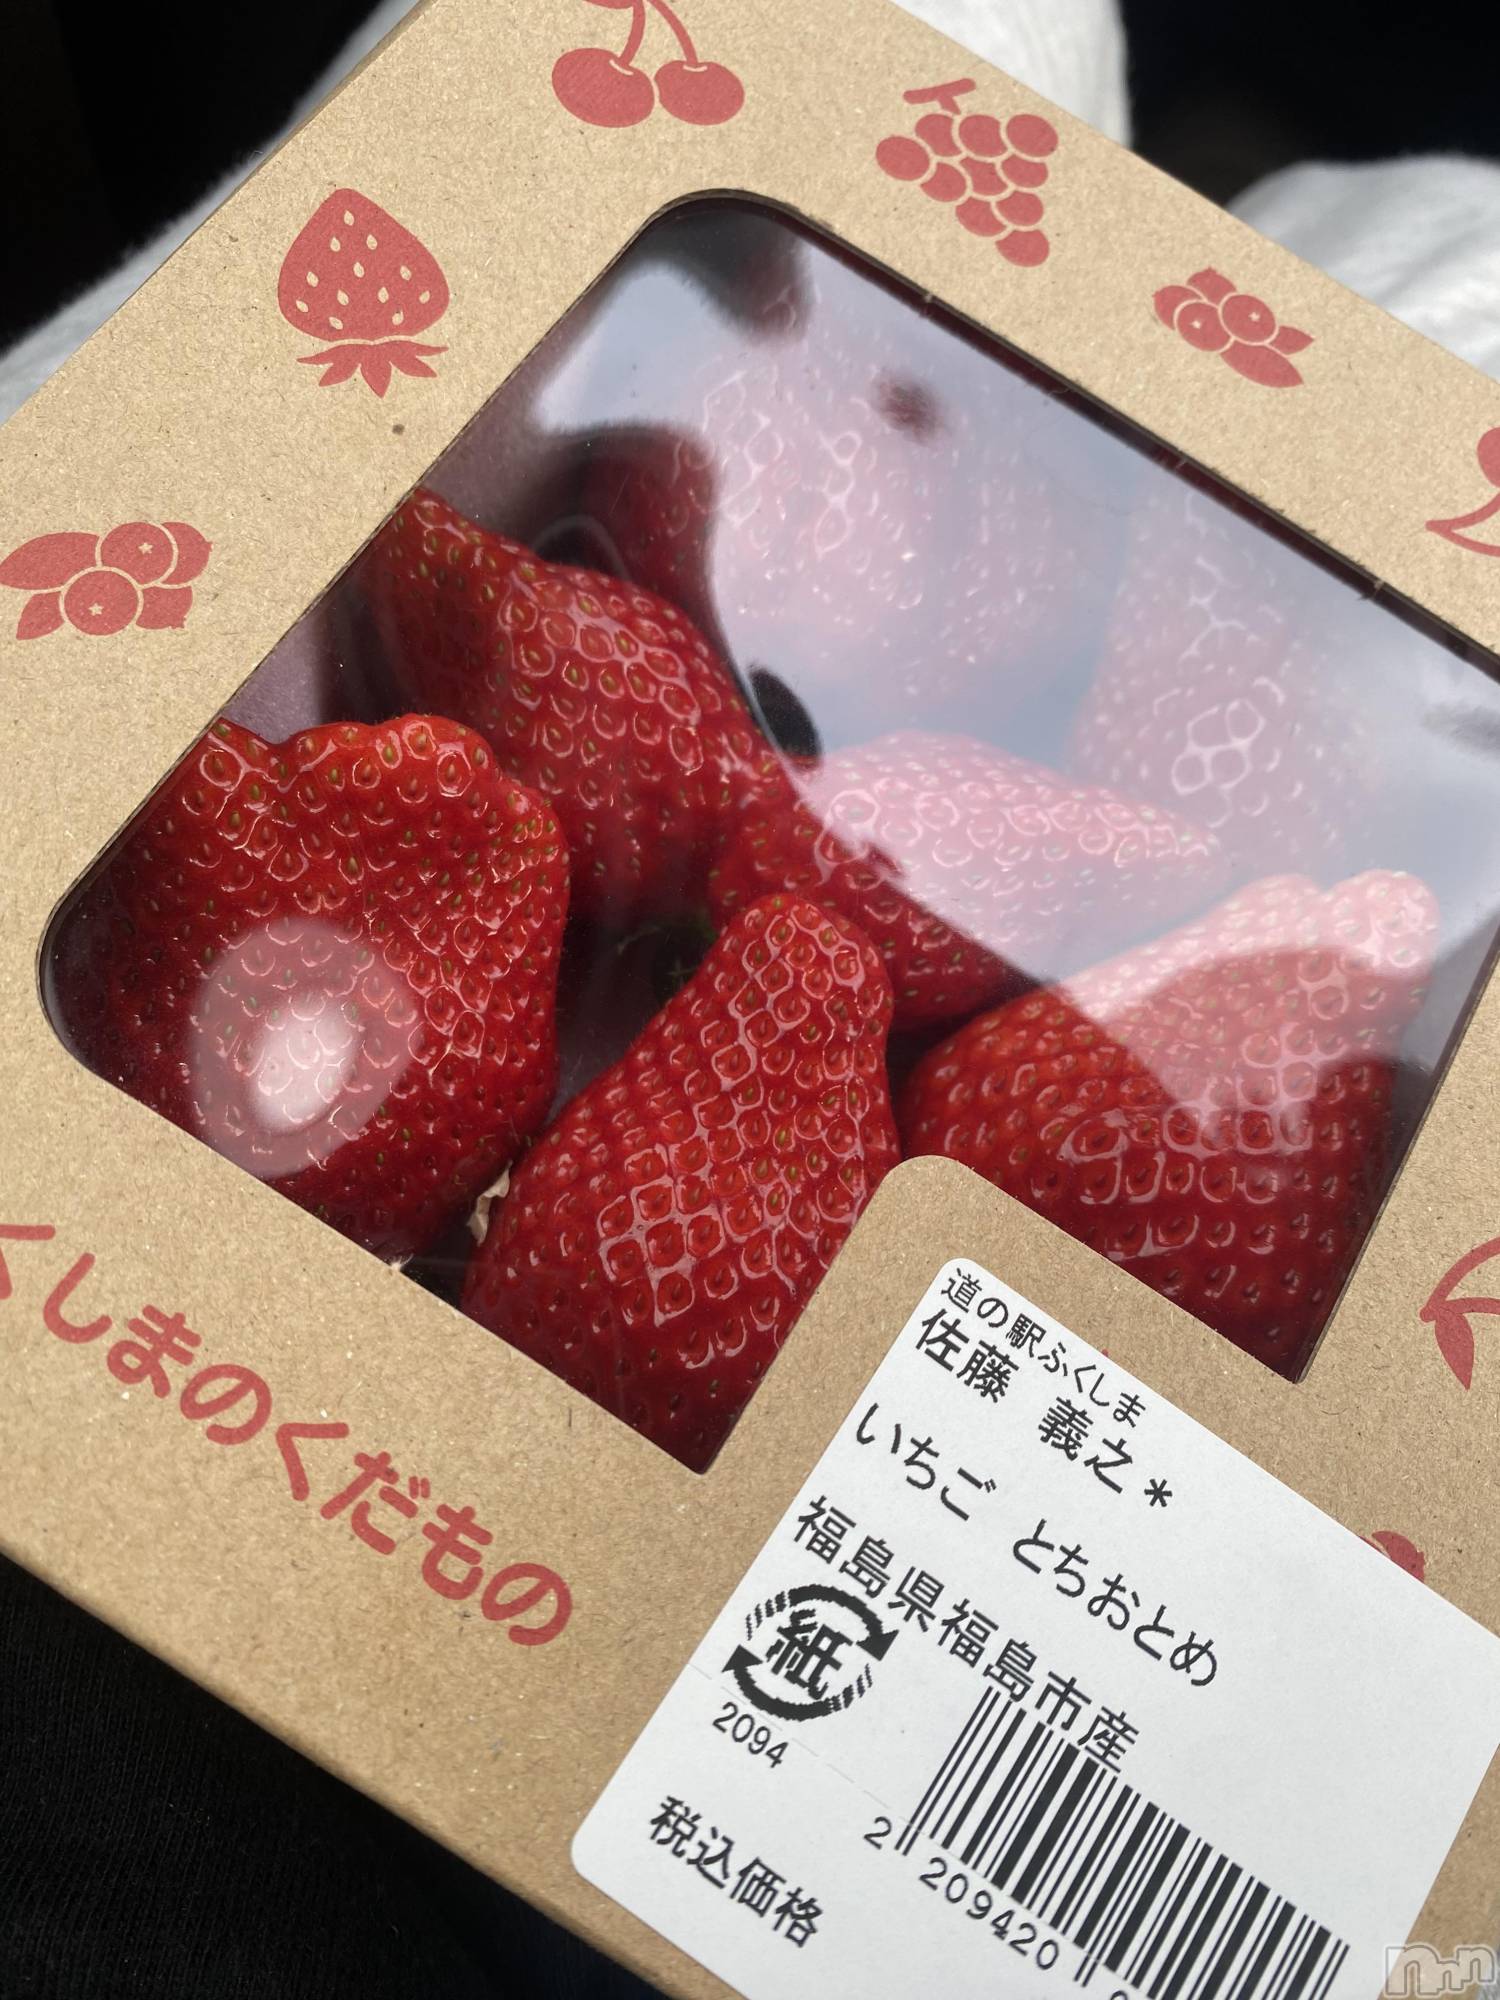 くしまのくだもの
道の駅ふくしま
佐藤 義之*
いちご とちおとめ
福島県福島市産
紙
2094
2 209420
税込価格